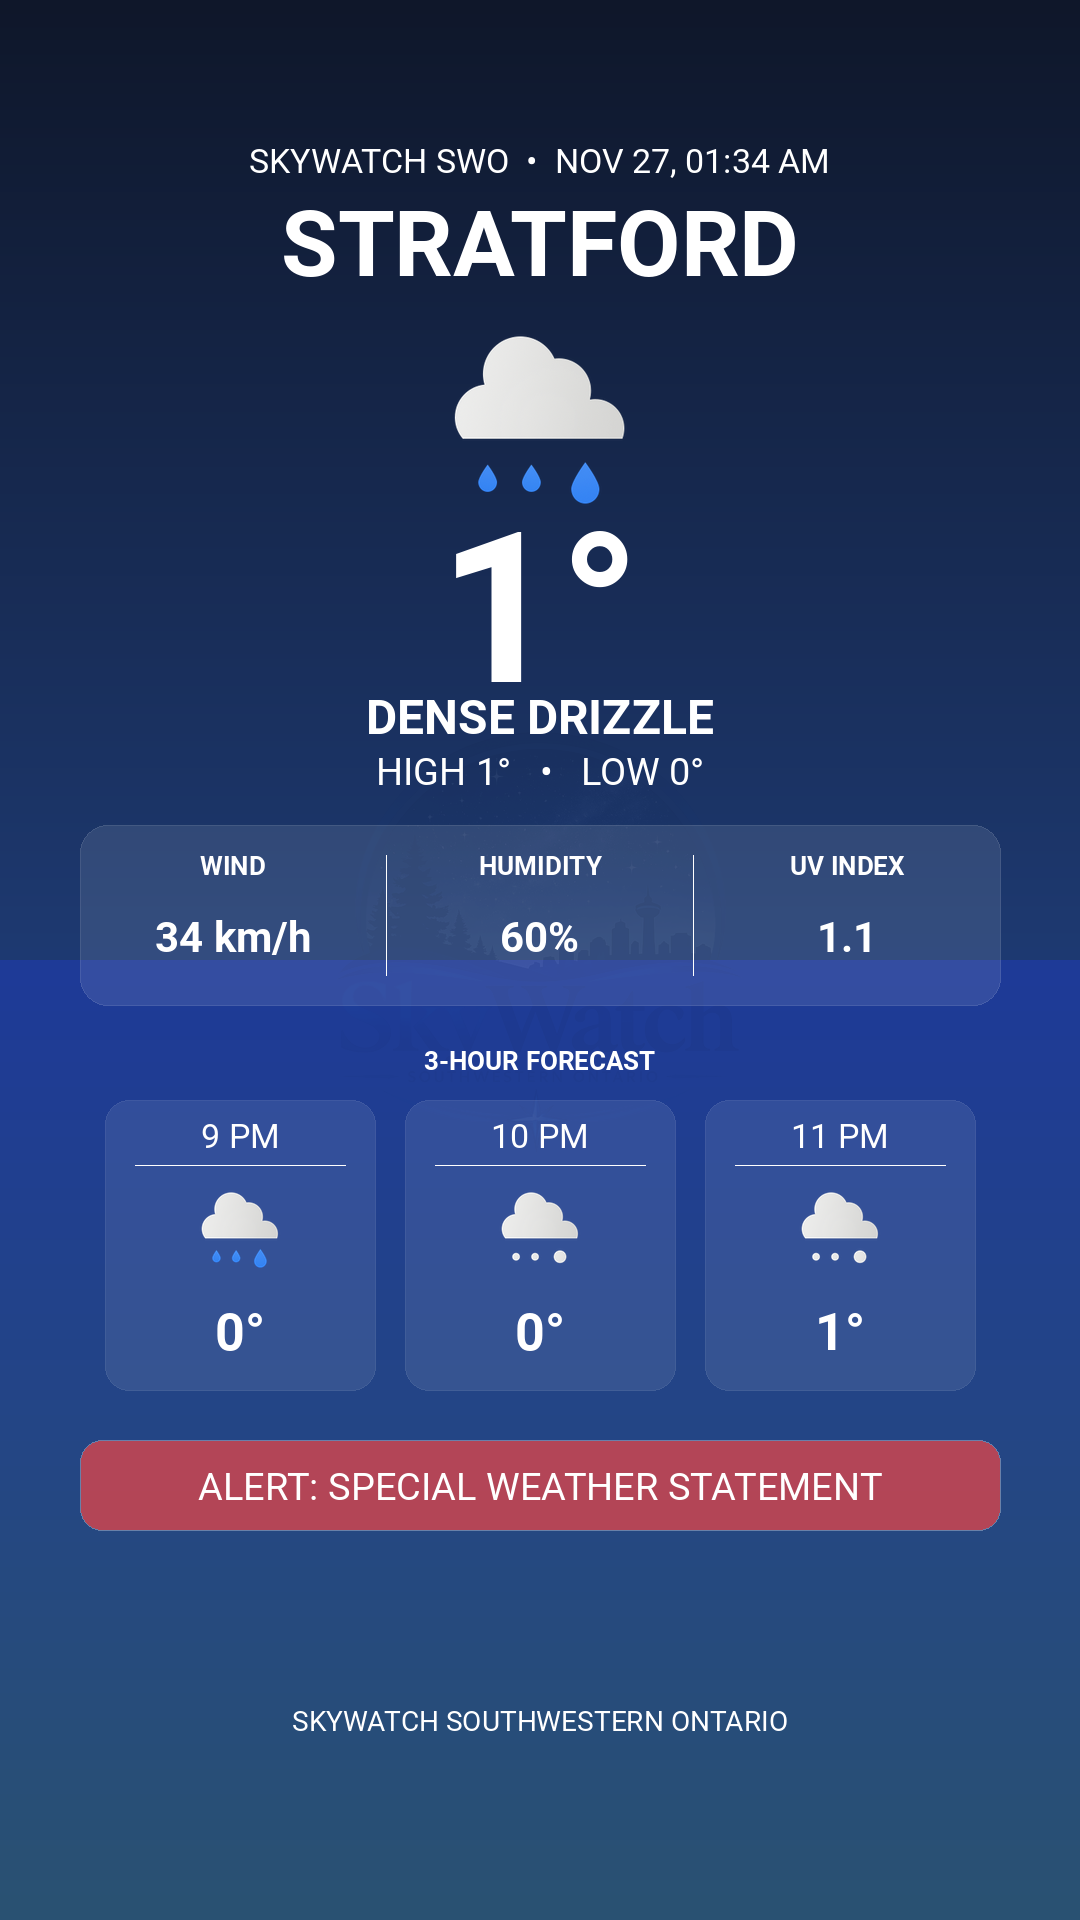 SKYWATCH SWO • NOV 27, 01:34 AM
STRATFORD
1°
DENSE DRIZZLE
HIGH 1° • LOW 0°
WIND HUMIDITY UV INDEX
34 km/h 60% 1.1
SkyWatch
3-HOUR FORECAST
9 PM 10 PM 11 PM
0° 0° 1°
ALERT: SPECIAL WEATHER STATEMENT
SKYWATCH SOUTHWESTERN ONTARIO